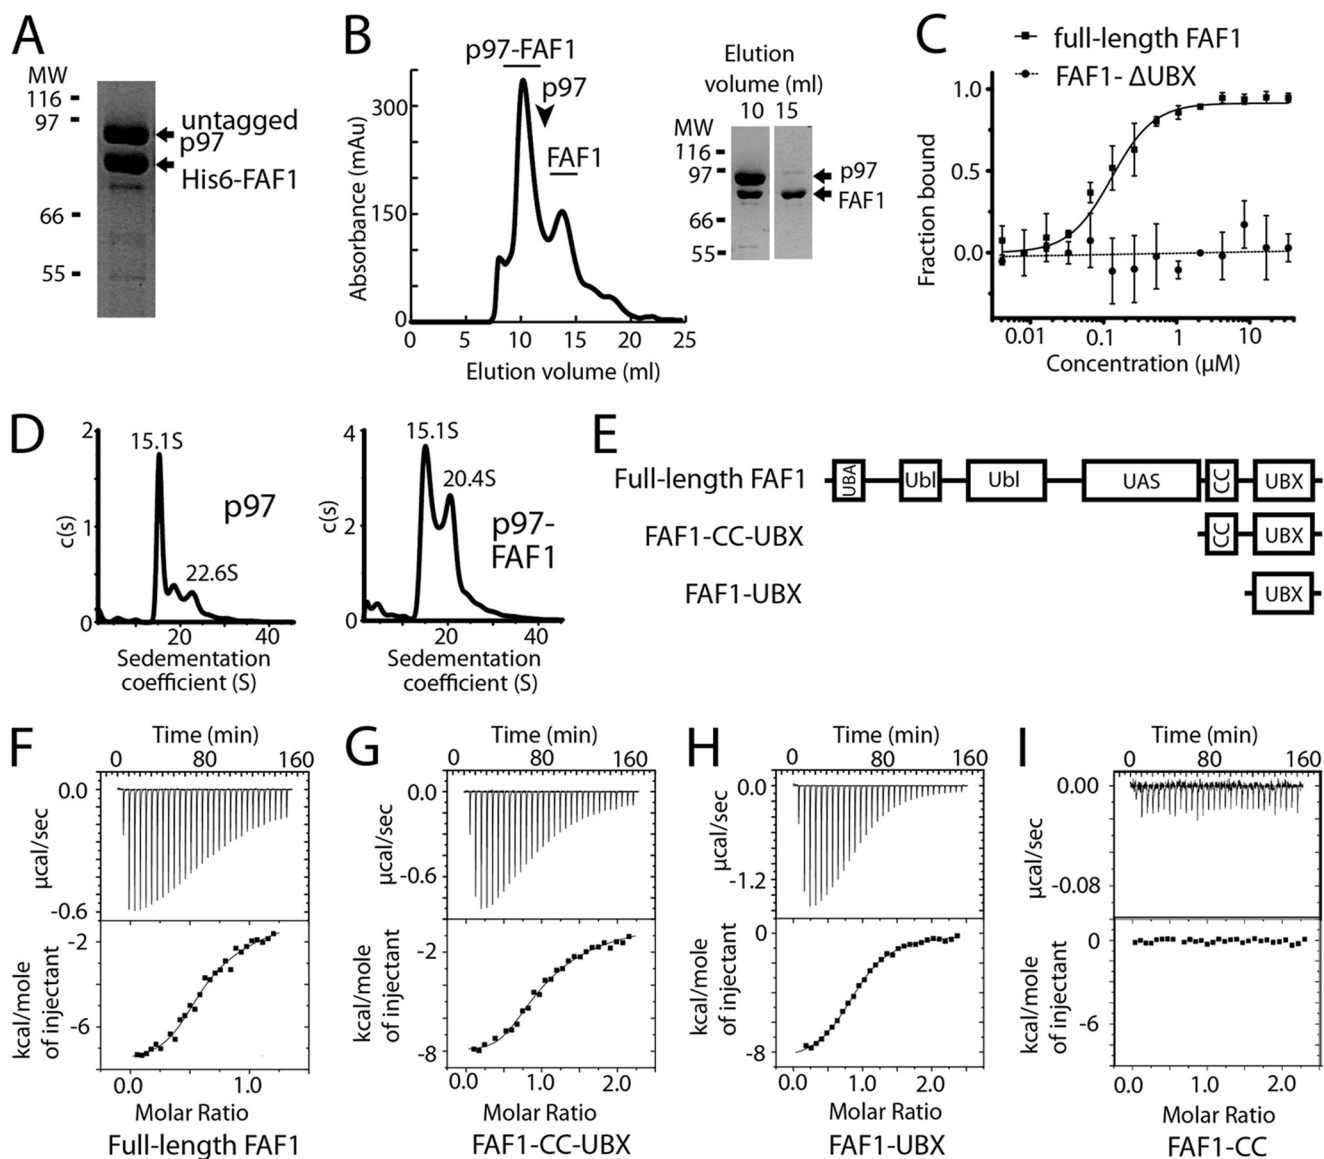 A
MW
116
97
66
55
untagged
p97
His6-FAF1
B
p97-FAF1
p97
FAF1
Absorbance (mAu)
300
150
0
0 5 10 15 20 25
Elution volume (ml)
Elution
volume (ml)
10 15
MW
116
97
66
55
p97
FAF1
C
full-length FAF1
FAF1- ΔUBX
Fraction bound
1.0
0.5
0.0
0.01 0.1 1 10
Concentration (µM)
D
c(s)
2
1
0
15.1S
22.6S
p97
20 40
Sedementation
coefficient (S)
c(s)
4
2
0
15.1S
20.4S
p97-
FAF1
20 40
Sedementation
coefficient (S)
E
Full-length FAF1
UBA Ubl Ubl UAS CC UBX
FAF1-CC-UBX
CC UBX
FAF1-UBX
UBX
F
Time (min)
0 80 160
µcal/sec
0.0
-0.6
kcal/mole
of injectant
-2
-6
0.0 1.0
Molar Ratio
Full-length FAF1
G
Time (min)
0 80 160
µcal/sec
0.0
-0.6
kcal/mole
of injectant
-2
-8
0.0 1.0 2.0
Molar Ratio
FAF1-CC-UBX
H
Time (min)
0 80 160
µcal/sec
0.0
-1.2
kcal/mole
of injectant
0
-8
0.0 1.0 2.0
Molar Ratio
FAF1-UBX
I
Time (min)
0 80 160
µcal/sec
0.00
-0.08
kcal/mole
of injectant
0
-6
0.0 1.0 2.0
Molar Ratio
FAF1-CC